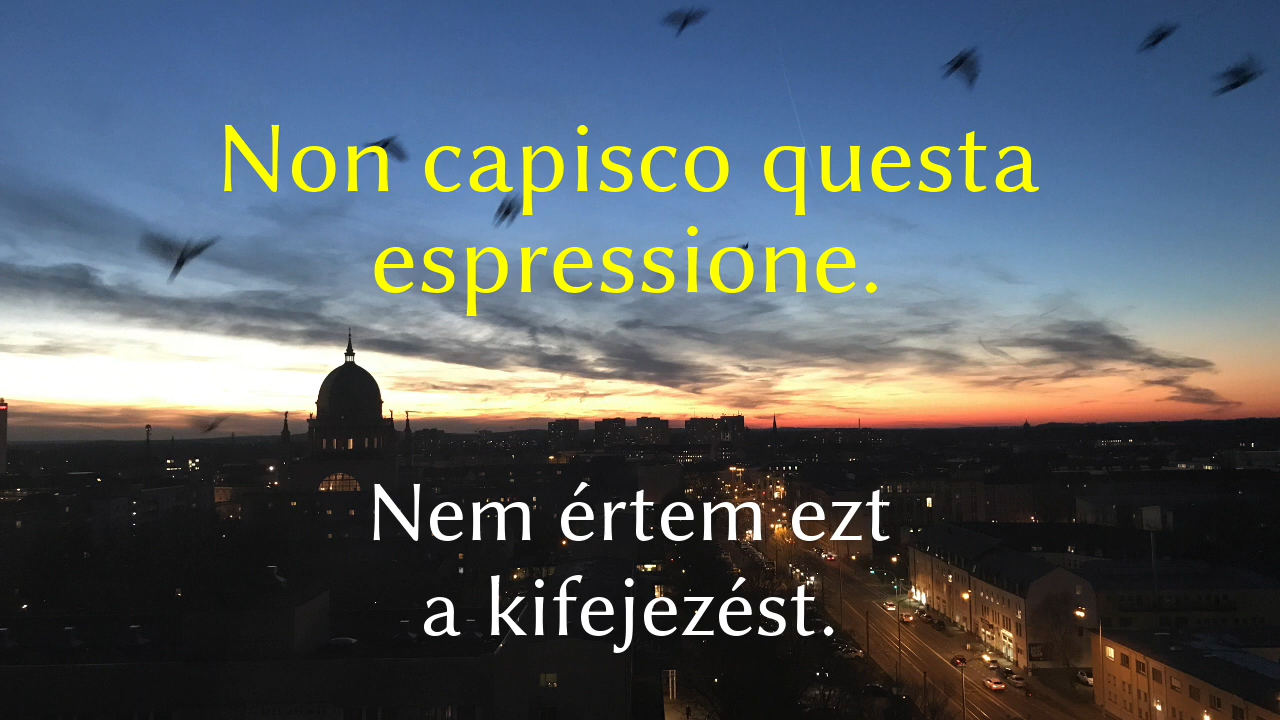 Non capisco questa
espressione.
Nem értem ezt
a kifejezést.